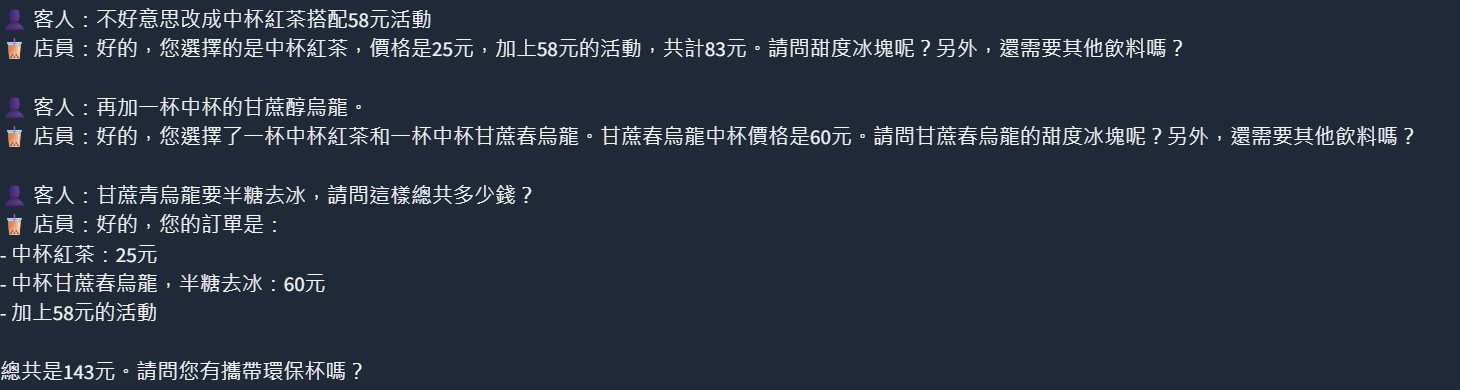 客人：不好意思改成中杯紅茶搭配58元活動
店員：好的，您選擇的是中杯紅茶，價格是25元，加上58元的活動，共計83元。請問甜度冰塊呢？另外，還需要其他飲料嗎？
客人：再加一杯中杯的甘蔗醇烏龍。
店員：好的，您選擇了一杯中杯紅茶和一杯中杯甘蔗春烏龍。甘蔗春烏龍中杯價格是60元。請問甘蔗春烏龍的甜度冰塊呢？另外，還需要其他飲料嗎？
客人：甘蔗青烏龍要半糖去冰，請問這樣總共多少錢？
店員：好的，您的訂單是：
- 中杯紅茶：25元
- 中杯甘蔗春烏龍，半糖去冰：60元
- 加上58元的活動
總共是143元。請問您有攜帶環保杯嗎？